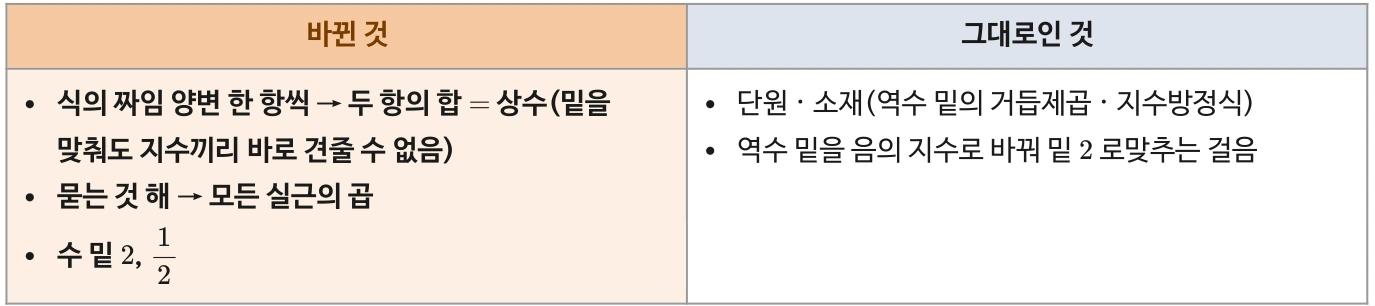 바뀐 것
그대로인 것
• 식의 짜임 양변 한 항씩 → 두 항의 합 = 상수(밑을
맞춰도 지수끼리 바로 견줄 수 없음)
• 묻는 것 해 → 모든 실근의 곱
• 수 밑 2, 1/2
• 단원 · 소재(역수 밑의 거듭제곱 · 지수방정식)
• 역수 밑을 음의 지수로 바꿔 밑 2 로맞추는 걸음